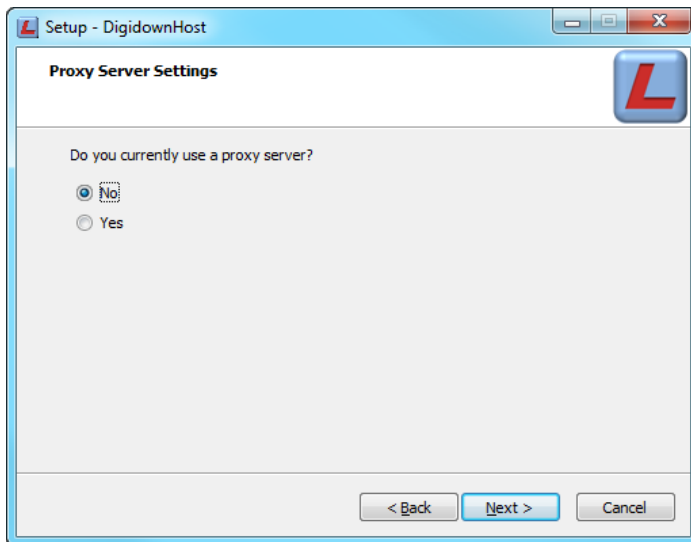 Setup - DigidownHost
Proxy Server Settings
L
Do you currently use a proxy server?
No
Yes
< Back
Next >
Cancel